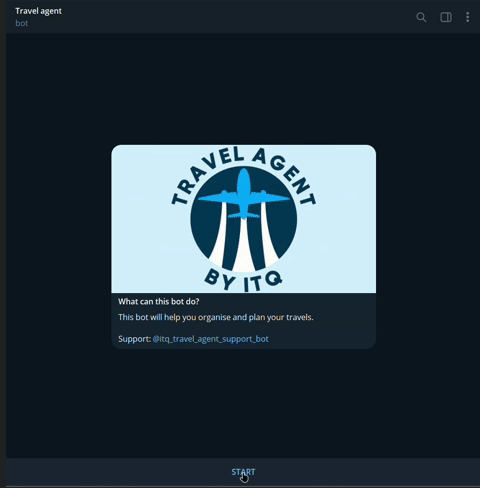 Travel agent
bot
TRAVEL AGENT
BY ITQ
What can this bot do?
This bot will help you organise and plan your travels.
Support: @itq_travel_agent_support_bot
START